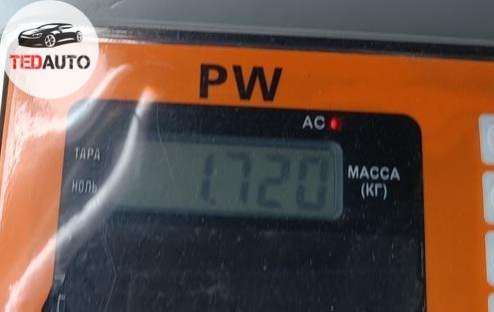 TEDAUTO
PW
AC
ТАРА
НОЛЬ
1.720
МАССА
(КГ)